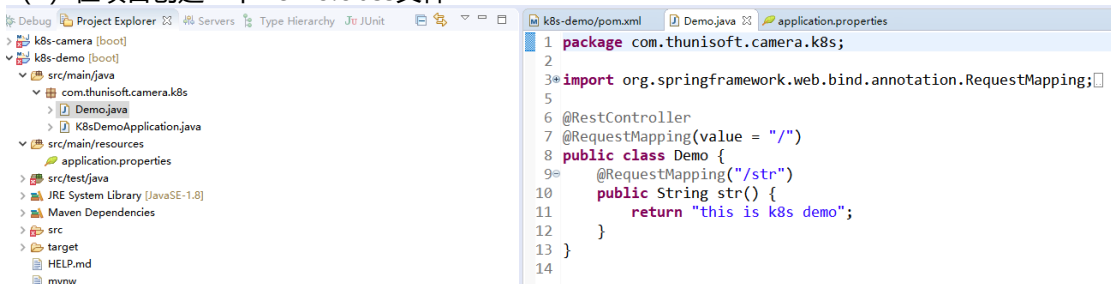 Debug Project Explorer Servers Type Hierarchy Ju JUnit
k8s-camera [boot]
k8s-demo [boot]
src/main/java
com.thunisoft.camera.k8s
Demo.java
K8sDemoApplication.java
src/main/resources
application.properties
src/test/java
JRE System Library [JavaSE-1.8]
Maven Dependencies
src
target
HELP.md
mvnw
k8s-demo/pom.xml Demo.java application.properties
1 package com.thunisoft.camera.k8s;
2
3 import org.springframework.web.bind.annotation.RequestMapping;
5
6 @RestController
7 @RequestMapping(value = "/")
8 public class Demo {
9 @RequestMapping("/str")
10 public String str() {
11 return "this is k8s demo";
12 }
13 }
14